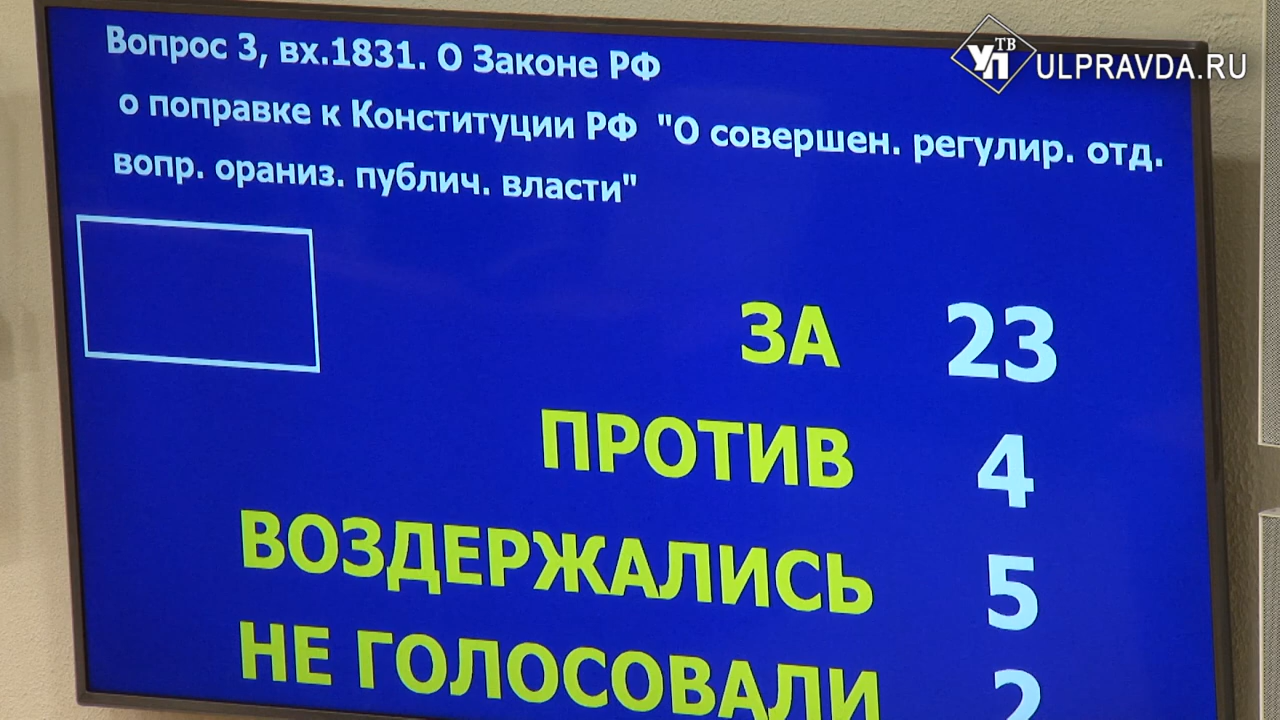 ТВ
УП ULPRAVDA.RU
Вопрос 3, вх.1831. О Законе РФ
о поправке к Конституции РФ "О совершен. регулир. отд.
вопр. ораниз. публич. власти"
ЗА 23
ПРОТИВ 4
ВОЗДЕРЖАЛИСЬ 5
НЕ ГОЛОСОВАЛИ 2